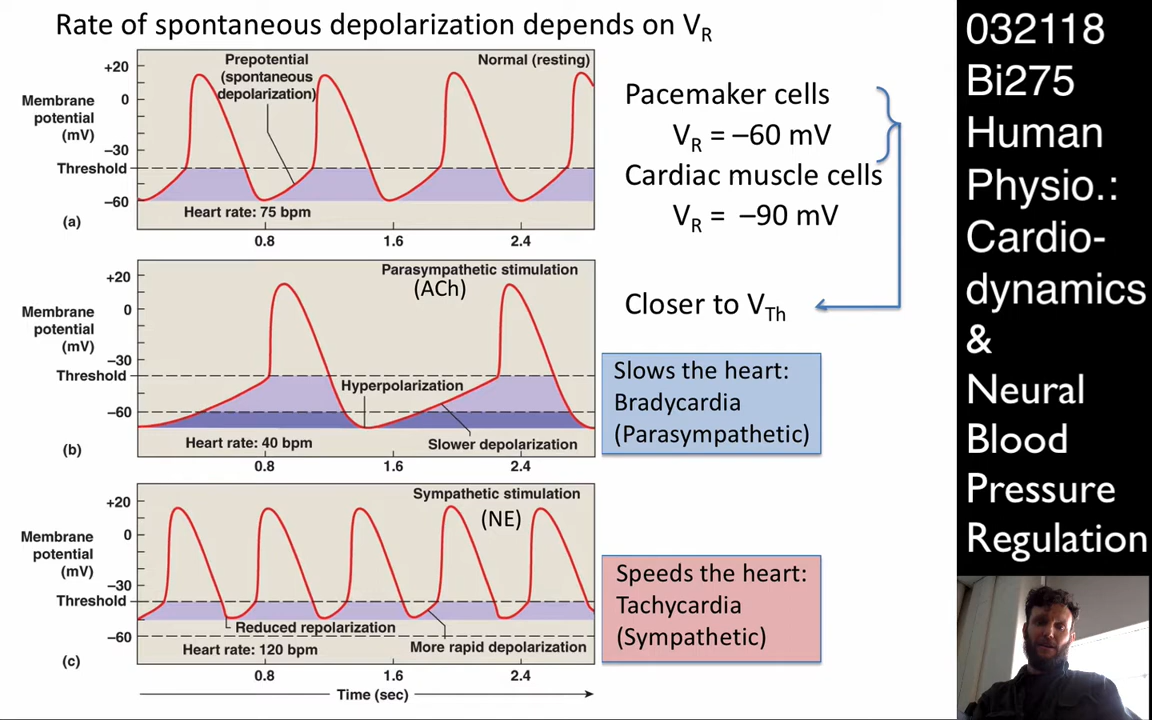 Rate of spontaneous depolarization depends on VR
+20
0
−30
−60
Membrane
potential
(mV)
Threshold
(a)
Prepotential
(spontaneous
depolarization)
Normal (resting)
Heart rate: 75 bpm
0.8
1.6
2.4
Pacemaker cells
VR = –60 mV
Cardiac muscle cells
VR = –90 mV
Closer to VTh
+20
0
−30
−60
Membrane
potential
(mV)
Threshold
(b)
Parasympathetic stimulation
(ACh)
Hyperpolarization
Heart rate: 40 bpm
Slower depolarization
0.8
1.6
2.4
Slows the heart:
Bradycardia
(Parasympathetic)
+20
0
−30
−60
Membrane
potential
(mV)
Threshold
(c)
Sympathetic stimulation
(NE)
Reduced repolarization
Heart rate: 120 bpm
More rapid depolarization
0.8
1.6
2.4
Time (sec)
Speeds the heart:
Tachycardia
(Sympathetic)
032118
Bi275
Human
Physio.:
Cardio-
dynamics
&
Neural
Blood
Pressure
Regulation